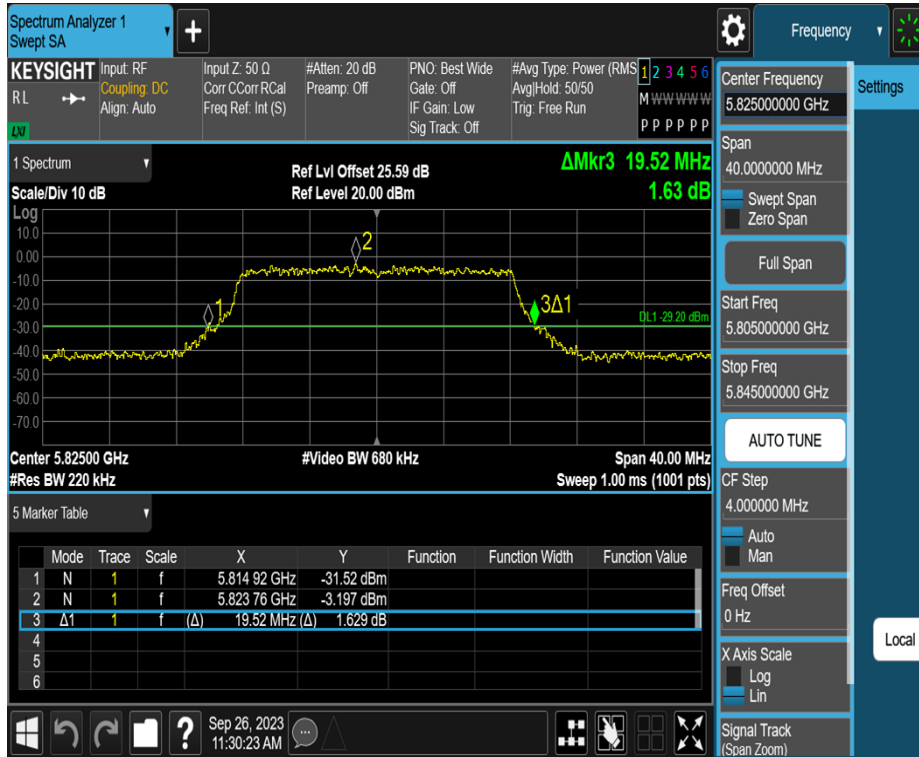 Spectrum Analyzer 1
Swept SA
Frequency
KEYSIGHT
R L
LXI
Input: RF
Coupling: DC
Align: Auto
Input Z: 50 Ω
Corr CCorr RCal
Freq Ref: Int (S)
#Atten: 20 dB
Preamp: Off
PNO: Best Wide
Gate: Off
IF Gain: Low
Sig Track: Off
#Avg Type: Power (RMS
Avg|Hold: 50/50
Trig: Free Run
1 2 3 4 5 6
M W W W W W
P P P P P P
1 Spectrum
Scale/Div 10 dB
Ref Lvl Offset 25.59 dB
Ref Level 20.00 dBm
ΔMkr3 19.52 MHz
1.63 dB
Log
10.0
0.00
-10.0
-20.0
-30.0
-40.0
-50.0
-60.0
-70.0
2
1
3Δ1
DL1 -29.20 dBm
Center 5.82500 GHz
#Video BW 680 kHz
Span 40.00 MHz
#Res BW 220 kHz
Sweep 1.00 ms (1001 pts)
5 Marker Table
Mode Trace Scale X Y Function Function Width Function Value
1 N 1 f 5.814 92 GHz -31.52 dBm
2 N 1 f 5.823 76 GHz -3.197 dBm
3 Δ1 1 f (Δ) 19.52 MHz (Δ) 1.629 dB
4
5
6
?
Sep 26, 2023
11:30:23 AM
Center Frequency
5.825000000 GHz
Span
40.0000000 MHz
Swept Span
Zero Span
Full Span
Start Freq
5.805000000 GHz
Stop Freq
5.845000000 GHz
AUTO TUNE
CF Step
4.000000 MHz
Auto
Man
Freq Offset
0 Hz
X Axis Scale
Log
Lin
Signal Track
(Span Zoom)
Settings
Local